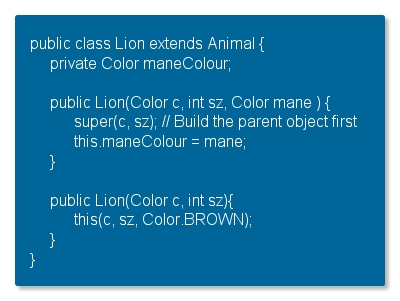 public class Lion extends Animal {
private Color maneColour;
public Lion(Color c, int sz, Color mane ) {
super(c, sz); // Build the parent object first
this.maneColour = mane;
}
public Lion(Color c, int sz){
this(c, sz, Color.BROWN);
}
}